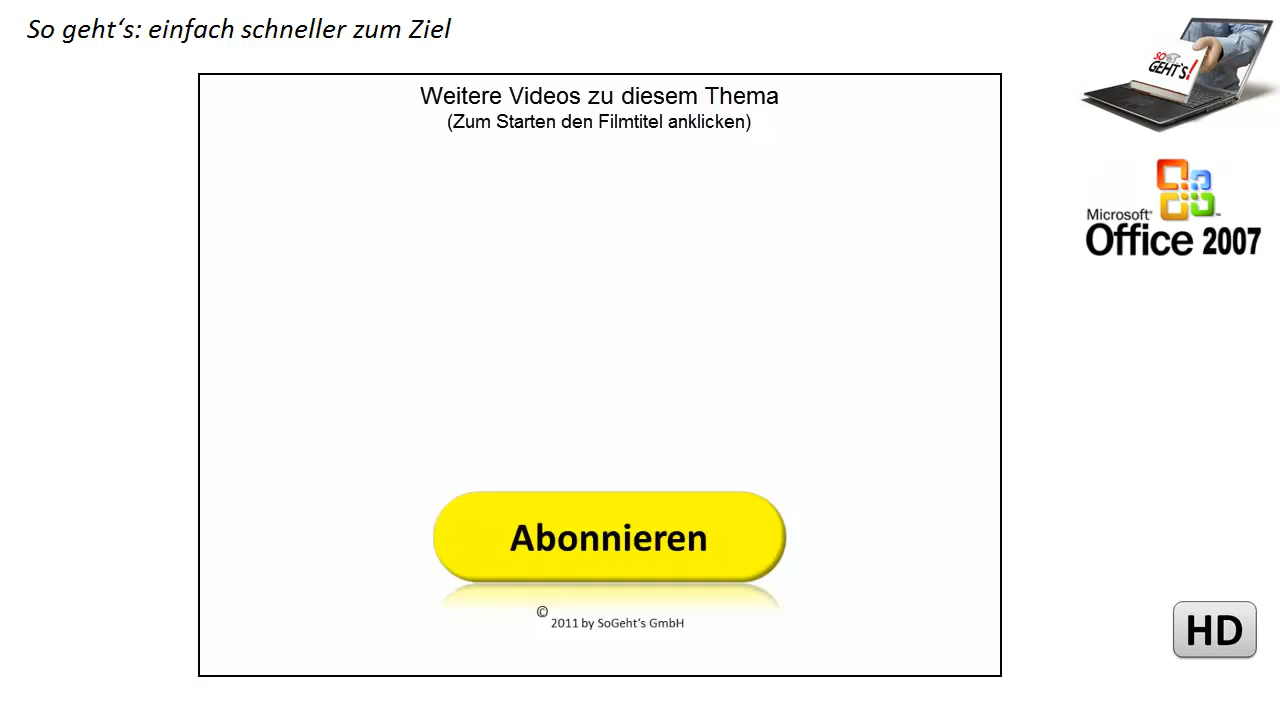 So geht‘s: einfach schneller zum Ziel
Weitere Videos zu diesem Thema
(Zum Starten den Filmtitel anklicken)
SO
GEHT`S!
Microsoft®
Office 2007
Abonnieren
© 2011 by SoGeht‘s GmbH
HD